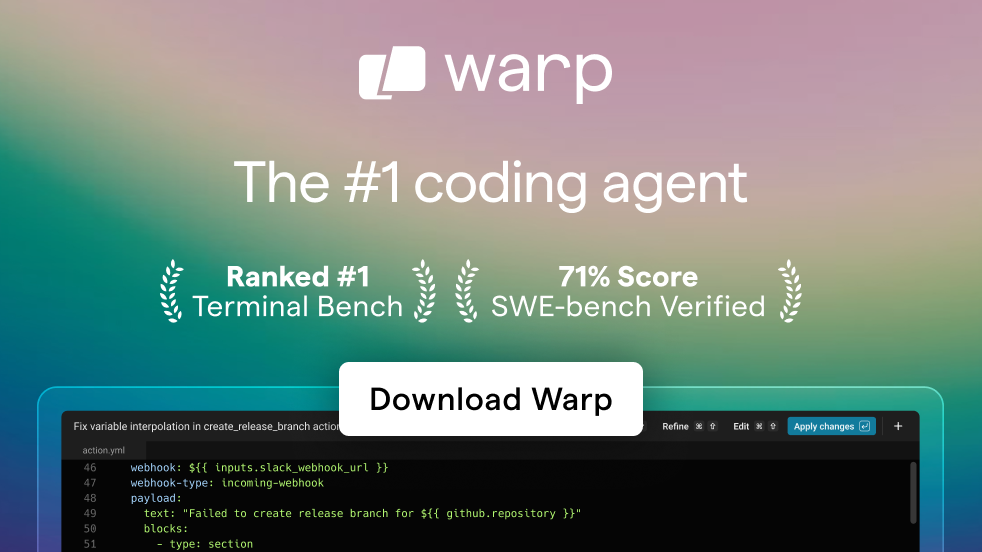 warp
The #1 coding agent
Ranked #1
Terminal Bench
71% Score
SWE-bench Verified
Download Warp
Fix variable interpolation in create_release_branch action
Refine ⌘ ⇧
Edit ⌘ ⇧
Apply changes ↵
+
action.yml
46 webhook: ${{ inputs.slack_webhook_url }}
47 webhook-type: incoming-webhook
48 payload:
49 text: "Failed to create release branch for ${{ github.repository }}"
50 blocks:
51 - type: section